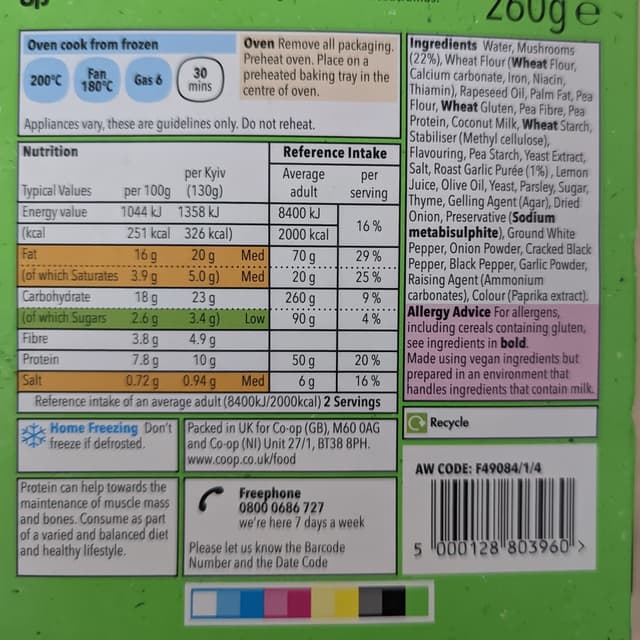 260g e
Oven cook from frozen
200°C
Fan
180°C
Gas 6
30
mins
Oven Remove all packaging.
Preheat oven. Place on a
preheated baking tray in the
centre of oven.
Appliances vary, these are guidelines only. Do not reheat.
Nutrition
Reference Intake
Typical Values per 100g per Kyiv (130g) Average adult per serving
Energy value 1044 kJ 1358 kJ 8400 kJ 16 %
(kcal 251 kcal 326 kcal) 2000 kcal
Fat 16 g 20 g Med 70 g 29 %
(of which Saturates 3.9 g 5.0 g) Med 20 g 25 %
Carbohydrate 18 g 23 g 260 g 9 %
(of which Sugars 2.6 g 3.4 g) Low 90 g 4 %
Fibre 3.8 g 4.9 g
Protein 7.8 g 10 g 50 g 20 %
Salt 0.72 g 0.94 g Med 6 g 16 %
Reference intake of an average adult (8400kJ/2000kcal) 2 Servings
Home Freezing Don't
freeze if defrosted.
Packed in UK for Co-op (GB), M60 0AG
and Co-op (NI) Unit 27/1, BT38 8PH.
www.coop.co.uk/food
Protein can help towards the
maintenance of muscle mass
and bones. Consume as part
of a varied and balanced diet
and healthy lifestyle.
Freephone
0800 0686 727
we're here 7 days a week
Please let us know the Barcode
Number and the Date Code
Ingredients Water, Mushrooms
(22%), Wheat Flour (Wheat Flour,
Calcium carbonate, Iron, Niacin,
Thiamin), Rapeseed Oil, Palm Fat, Pea
Flour, Wheat Gluten, Pea Fibre, Pea
Protein, Coconut Milk, Wheat Starch,
Stabiliser (Methyl cellulose),
Flavouring, Pea Starch, Yeast Extract,
Salt, Roast Garlic Purée (1%), Lemon
Juice, Olive Oil, Yeast, Parsley, Sugar,
Thyme, Gelling Agent (Agar), Dried
Onion, Preservative (Sodium
metabisulphite), Ground White
Pepper, Onion Powder, Cracked Black
Pepper, Black Pepper, Garlic Powder,
Raising Agent (Ammonium
carbonates), Colour (Paprika extract).
Allergy Advice For allergens,
including cereals containing gluten,
see ingredients in bold.
Made using vegan ingredients but
prepared in an environment that
handles ingredients that contain milk.
Recycle
AW CODE: F49084/1/4
5 000128 803960 >